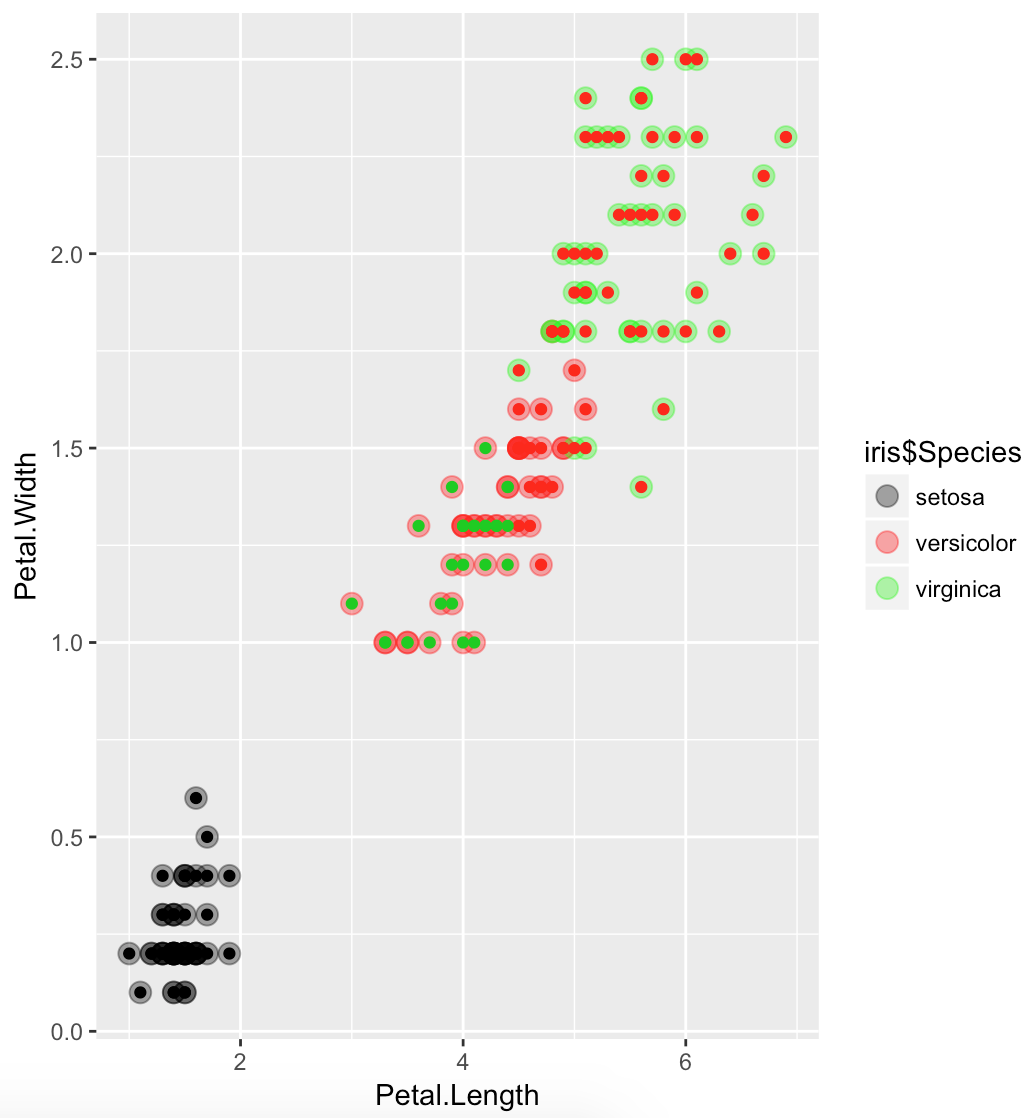 2.5
2.0
1.5
1.0
0.5
0.0
Petal.Width
2 4 6
Petal.Length
iris$Species
setosa
versicolor
virginica